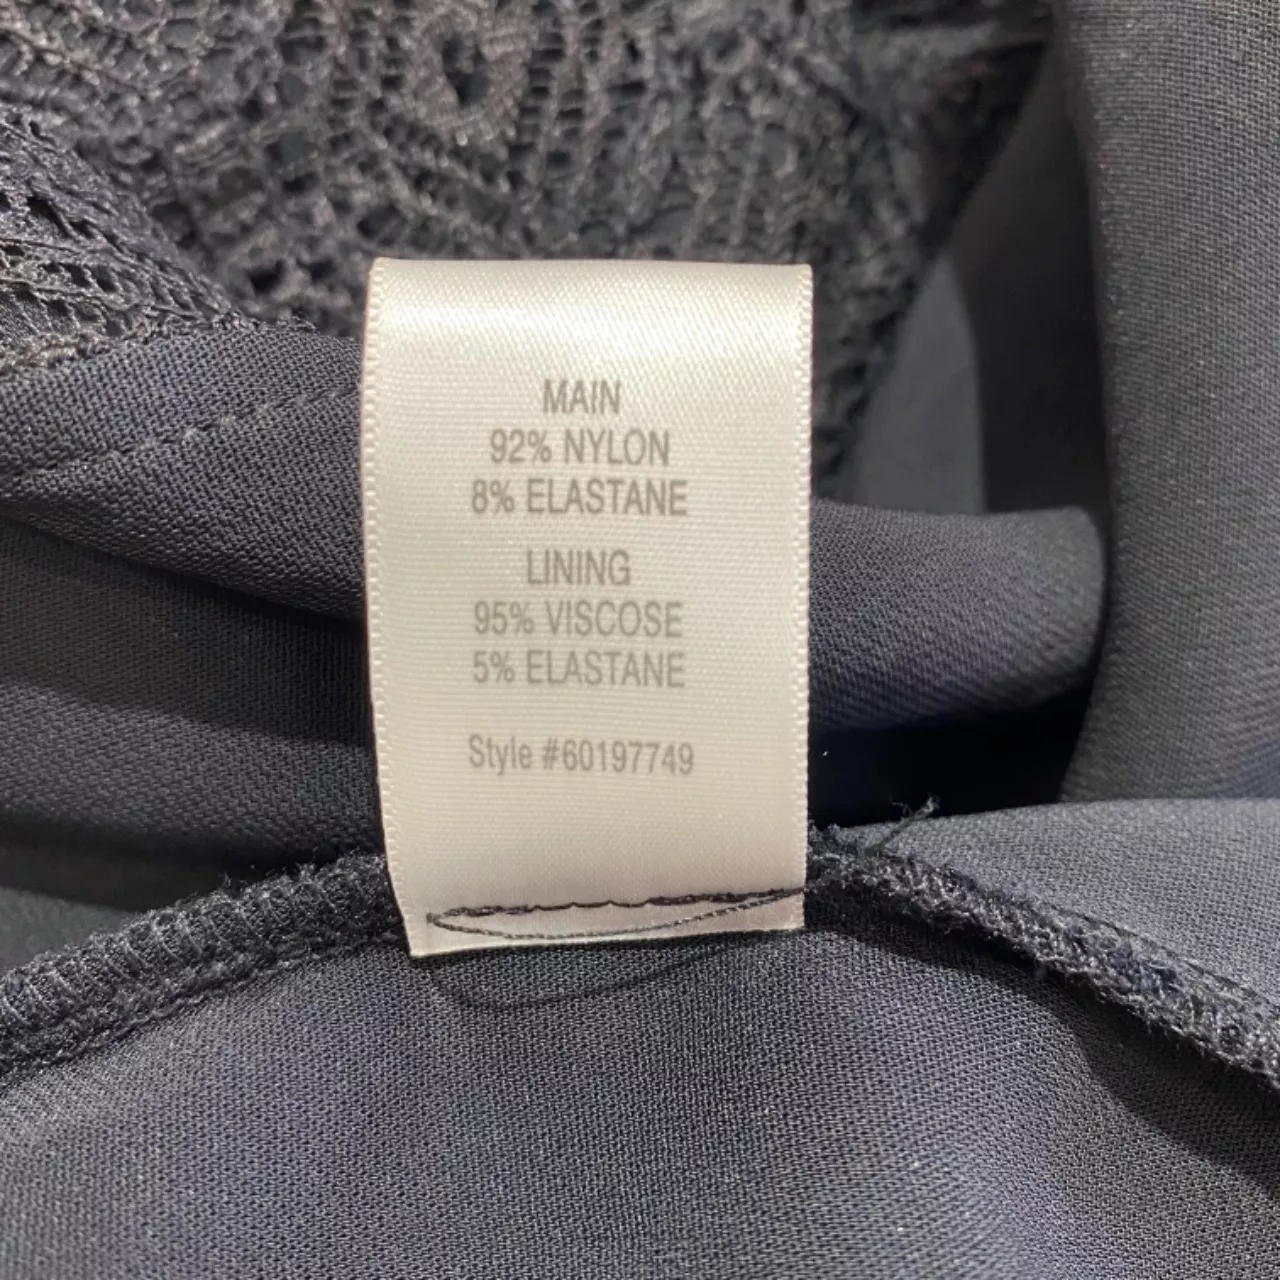 MAIN
92% NYLON
8% ELASTANE
LINING
95% VISCOSE
5% ELASTANE
Style #60197749